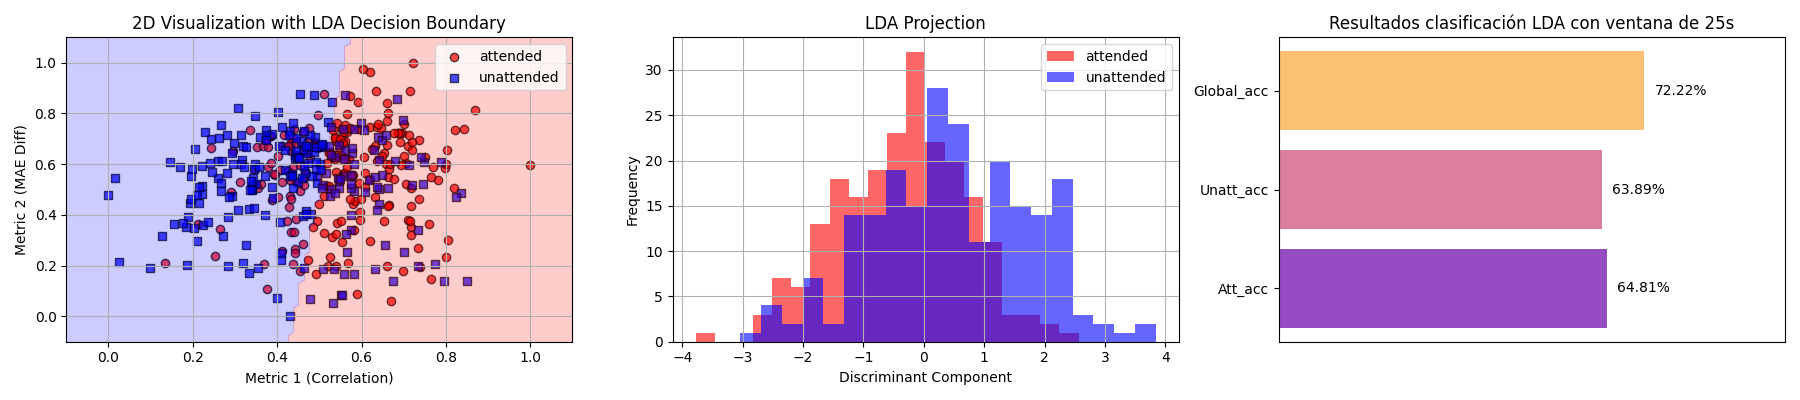 2D Visualization with LDA Decision Boundary
attended
unattended
1.0
0.8
0.6
0.4
0.2
0.0
Metric 2 (MAE Diff)
0.0 0.2 0.4 0.6 0.8 1.0
Metric 1 (Correlation)
LDA Projection
attended
unattended
30
25
20
15
10
5
0
Frequency
−4 −3 −2 −1 0 1 2 3 4
Discriminant Component
Resultados clasificación LDA con ventana de 25s
Global_acc 72.22%
Unatt_acc 63.89%
Att_acc 64.81%